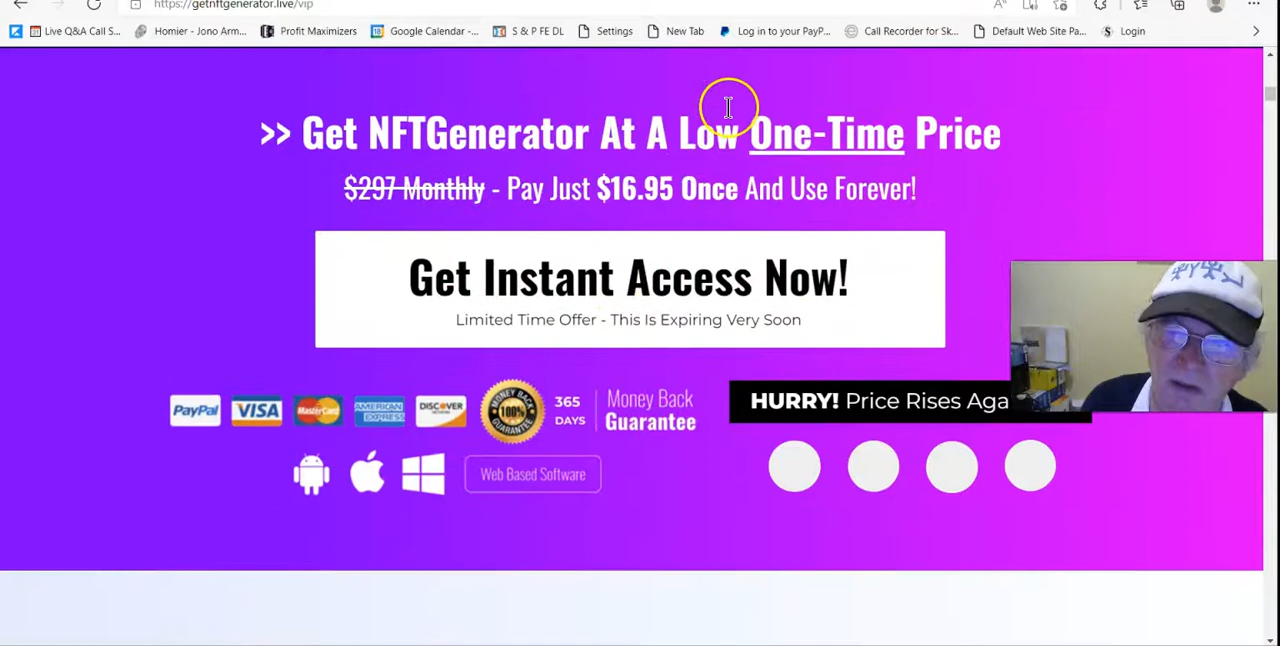 https://getnftgenerator.live/vip
Live Q&A Call S... Homier - Jono Arm... Profit Maximizers Google Calendar -... S & P FE DL Settings New Tab Log in to your PayP... Call Recorder for Sk... Default Web Site Pa... Login
>> Get NFTGenerator At A Low One-Time Price
$297 Monthly - Pay Just $16.95 Once And Use Forever!
Get Instant Access Now!
Limited Time Offer - This Is Expiring Very Soon
PayPal VISA MasterCard AMERICAN EXPRESS DISCOVER MONEY BACK 100% GUARANTEE 365 DAYS Money Back Guarantee
HURRY! Price Rises Aga
Web Based Software